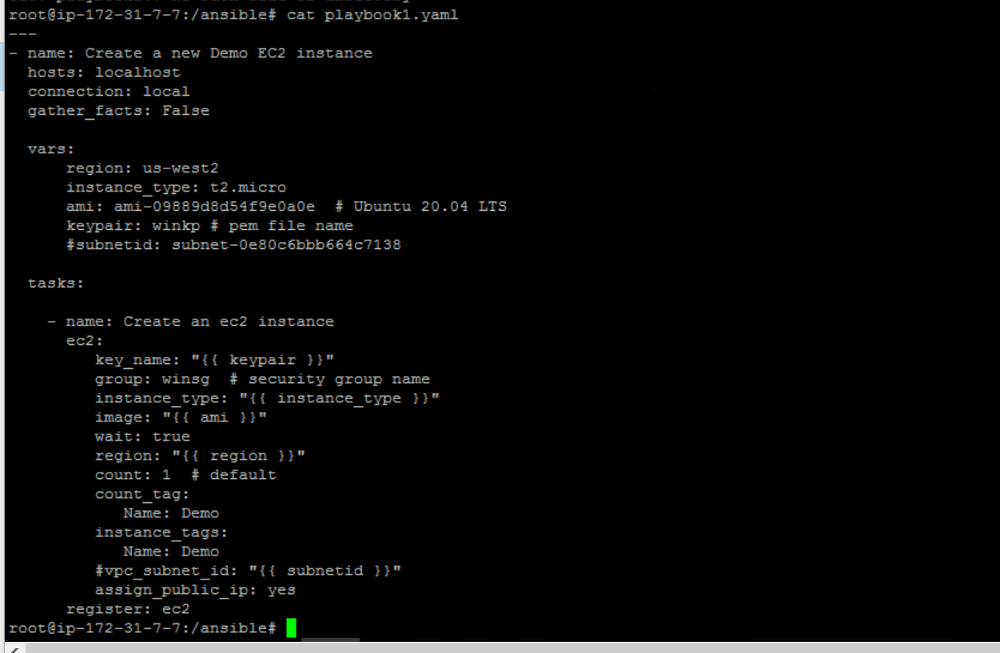 root@ip-172-31-7-7:/ansible# cat playbook1.yaml
---
- name: Create a new Demo EC2 instance
  hosts: localhost
  connection: local
  gather_facts: False

  vars:
      region: us-west2
      instance_type: t2.micro
      ami: ami-09889d8d54f9e0a0e  # Ubuntu 20.04 LTS
      keypair: winkp # pem file name
      #subnetid: subnet-0e80c6bbb664c7138

  tasks:

    - name: Create an ec2 instance
      ec2:
         key_name: "{{ keypair }}"
         group: winsg  # security group name
         instance_type: "{{ instance_type }}"
         image: "{{ ami }}"
         wait: true
         region: "{{ region }}"
         count: 1  # default
         count_tag:
            Name: Demo
         instance_tags:
            Name: Demo
         #vpc_subnet_id: "{{ subnetid }}"
         assign_public_ip: yes
      register: ec2
root@ip-172-31-7-7:/ansible#